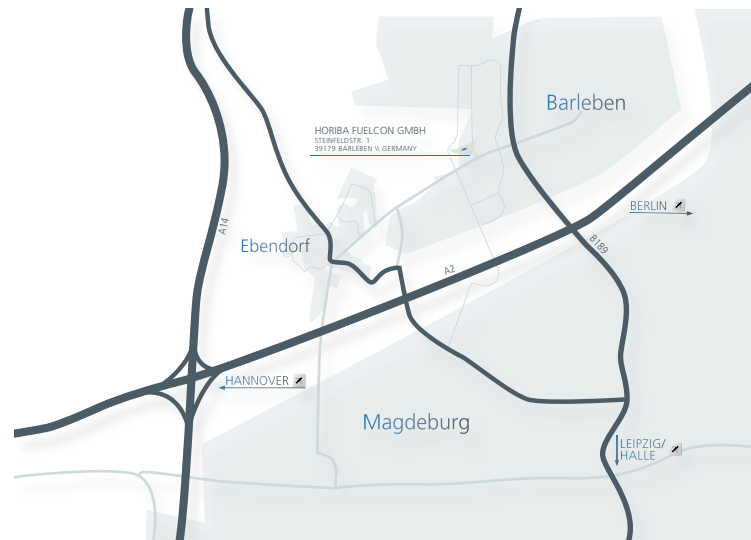 Barleben
HORIBA FUELCON GMBH
STEINFELDSTR. 1
39179 BARLEBEN \\ GERMANY
BERLIN
A14
Ebendorf
B189
A2
HANNOVER
Magdeburg
LEIPZIG/
HALLE